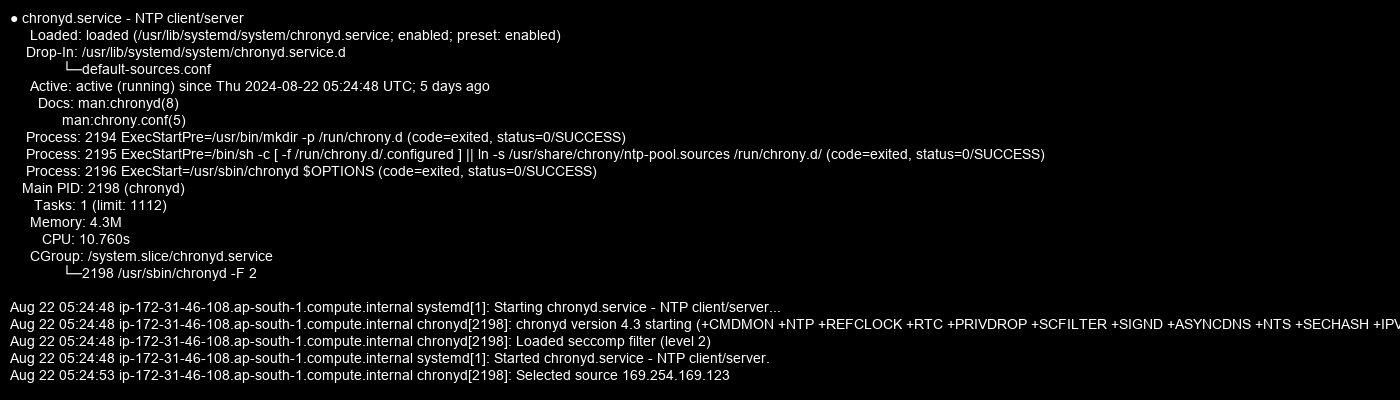 ● chronyd.service - NTP client/server
Loaded: loaded (/usr/lib/systemd/system/chronyd.service; enabled; preset: enabled)
Drop-In: /usr/lib/systemd/system/chronyd.service.d
└─default-sources.conf
Active: active (running) since Thu 2024-08-22 05:24:48 UTC; 5 days ago
Docs: man:chronyd(8)
man:chrony.conf(5)
Process: 2194 ExecStartPre=/usr/bin/mkdir -p /run/chrony.d (code=exited, status=0/SUCCESS)
Process: 2195 ExecStartPre=/bin/sh -c [ -f /run/chrony.d/.configured ] || ln -s /usr/share/chrony/ntp-pool.sources /run/chrony.d/ (code=exited, status=0/SUCCESS)
Process: 2196 ExecStart=/usr/sbin/chronyd $OPTIONS (code=exited, status=0/SUCCESS)
Main PID: 2198 (chronyd)
Tasks: 1 (limit: 1112)
Memory: 4.3M
CPU: 10.760s
CGroup: /system.slice/chronyd.service
└─2198 /usr/sbin/chronyd -F 2
Aug 22 05:24:48 ip-172-31-46-108.ap-south-1.compute.internal systemd[1]: Starting chronyd.service - NTP client/server...
Aug 22 05:24:48 ip-172-31-46-108.ap-south-1.compute.internal chronyd[2198]: chronyd version 4.3 starting (+CMDMON +NTP +REFCLOCK +RTC +PRIVDROP +SCFILTER +SIGND +ASYNCDNS +NTS +SECHASH +IPV
Aug 22 05:24:48 ip-172-31-46-108.ap-south-1.compute.internal chronyd[2198]: Loaded seccomp filter (level 2)
Aug 22 05:24:48 ip-172-31-46-108.ap-south-1.compute.internal systemd[1]: Started chronyd.service - NTP client/server.
Aug 22 05:24:53 ip-172-31-46-108.ap-south-1.compute.internal chronyd[2198]: Selected source 169.254.169.123